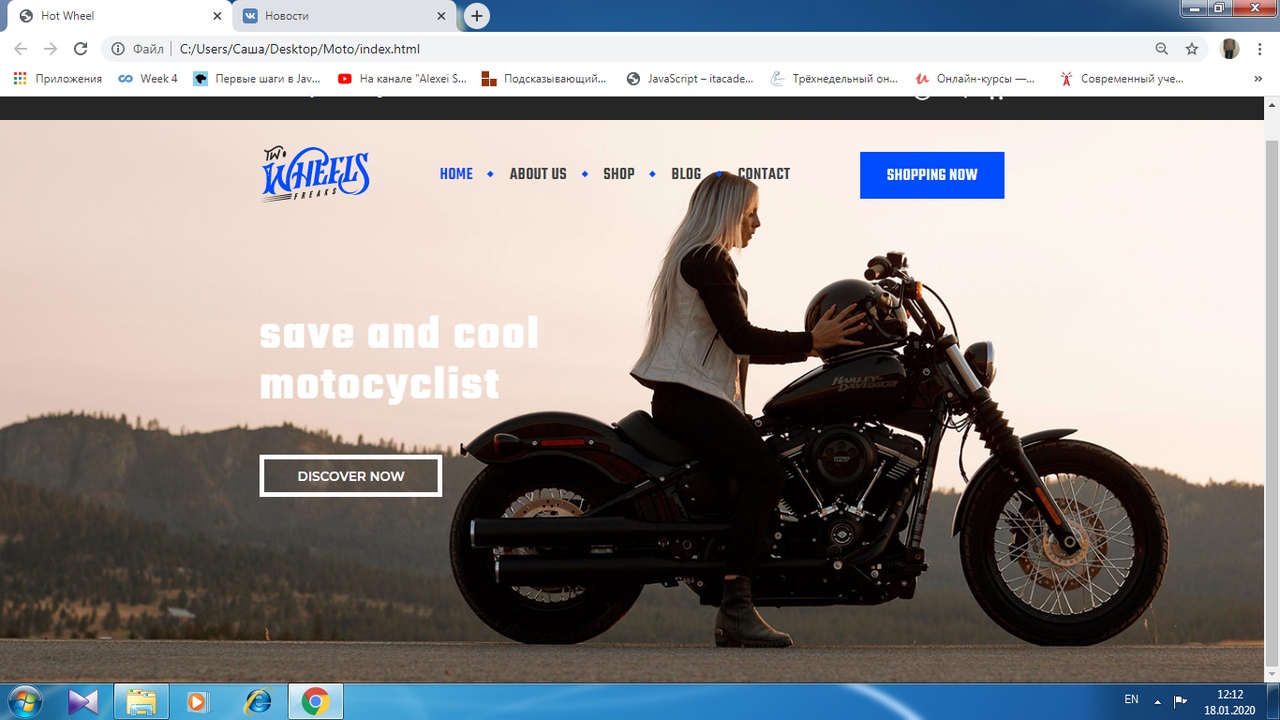 Hot Wheel
Новости
Файл
C:/Users/Саша/Desktop/Moto/index.html
Приложения
Week 4
Первые шаги в Jav...
На канале "Alexei S...
Подсказывающий...
JavaScript – itacade...
Трёхнедельный он...
Онлайн-курсы —...
Современный уче...
»
TWO
WHEELS
FREAKS
HOME
ABOUT US
SHOP
BLOG
CONTACT
SHOPPING NOW
save and cool
motocyclist
DISCOVER NOW
HARLEY-
DAVIDSON
EN
12:12
18.01.2020